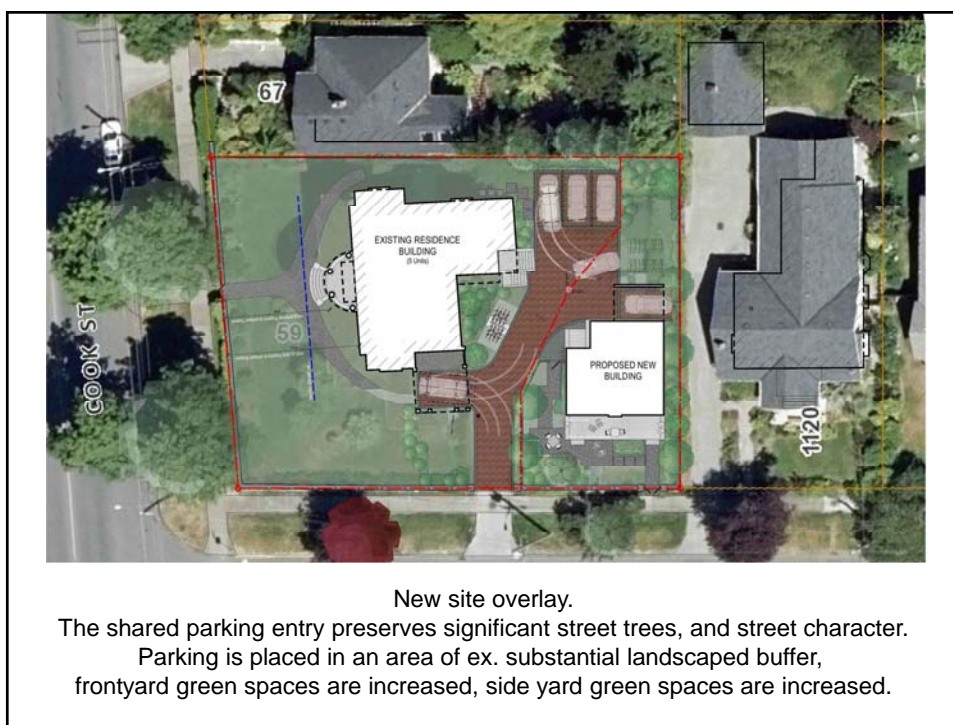 67
EXISTING RESIDENCE
BUILDING
(5 Units)
59
COOK ST
PROPOSED NEW
BUILDING
1120
New site overlay.
The shared parking entry preserves significant street trees, and street character.
Parking is placed in an area of ex. substantial landscaped buffer,
frontyard green spaces are increased, side yard green spaces are increased.